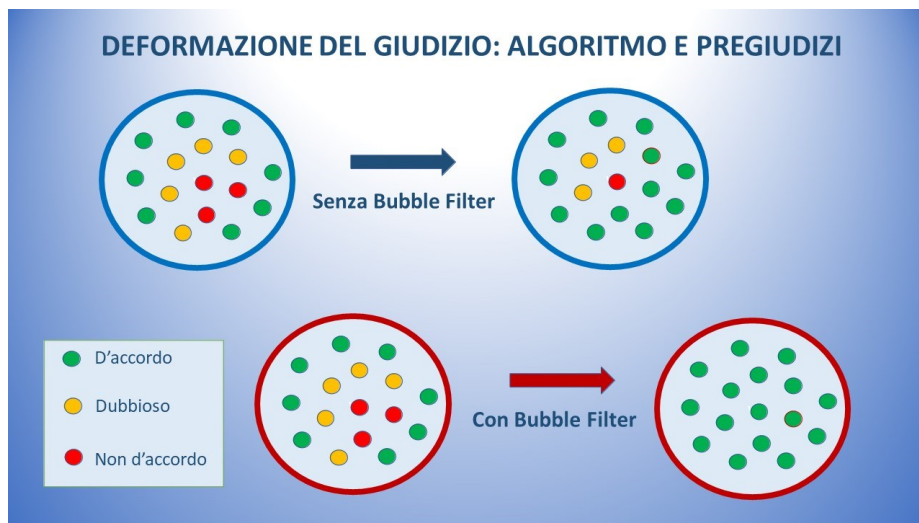 DEFORMAZIONE DEL GIUDIZIO: ALGORITMO E PREGIUDIZI
Senza Bubble Filter
D'accordo
Dubbioso
Non d'accordo
Con Bubble Filter